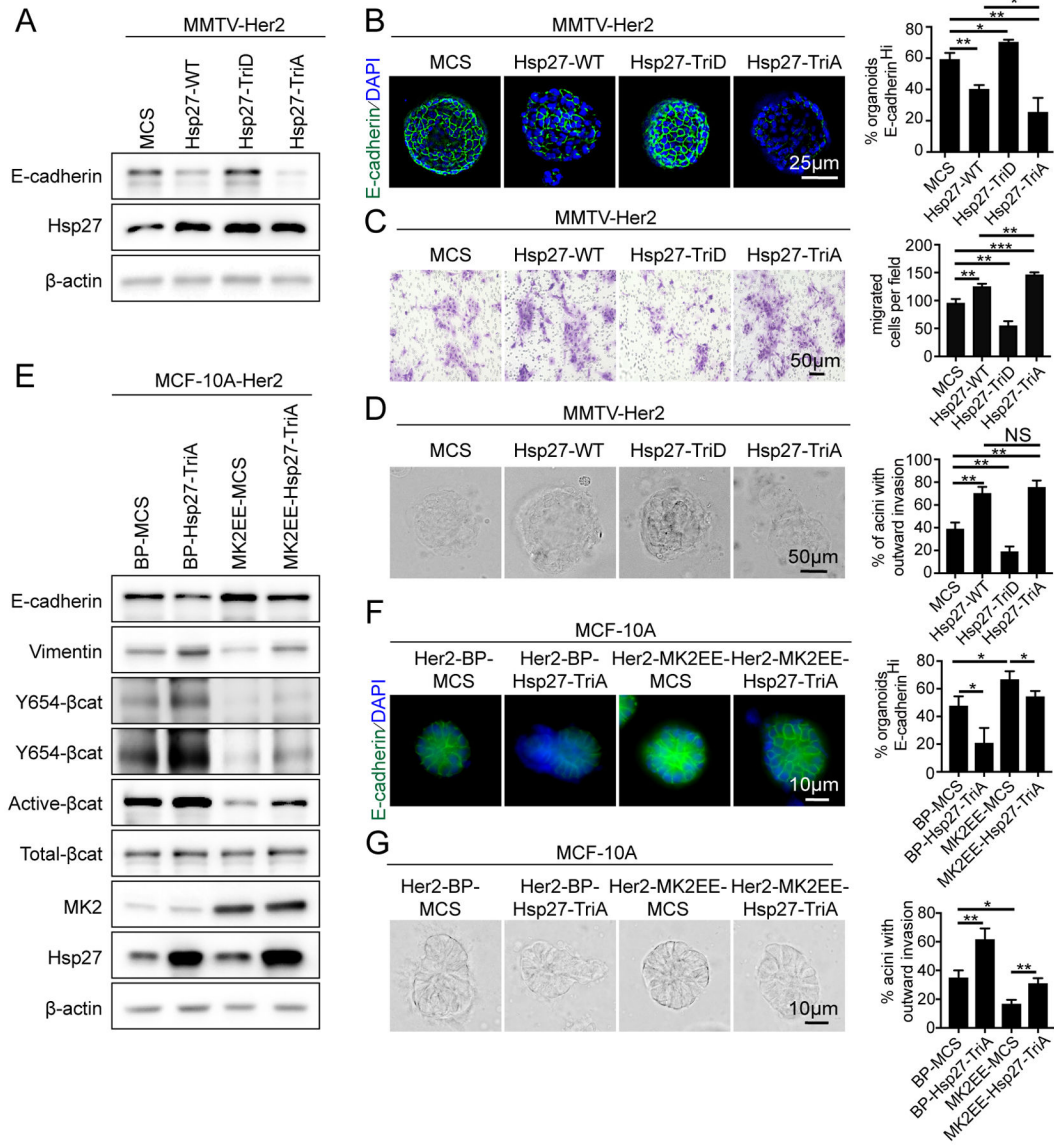 A
MMTV-Her2
MCS
Hsp27-WT
Hsp27-TriD
Hsp27-TriA
E-cadherin
Hsp27
β-actin
B
MMTV-Her2
MCS Hsp27-WT Hsp27-TriD Hsp27-TriA
E-cadherin/DAPI
25µm
% organoids
E-cadherinHi
80
60
40
20
0
*
**
*
**
MCS
Hsp27-WT
Hsp27-TriD
Hsp27-TriA
C
MMTV-Her2
MCS Hsp27-WT Hsp27-TriD Hsp27-TriA
50µm
migrated
cells per field
200
150
100
50
0
**
***
**
**
MCS
Hsp27-WT
Hsp27-TriD
Hsp27-TriA
D
MMTV-Her2
MCS Hsp27-WT Hsp27-TriD Hsp27-TriA
50µm
% of acini with
outward invasion
100
80
60
40
20
0
NS
**
**
**
MCS
Hsp27-WT
Hsp27-TriD
Hsp27-TriA
E
MCF-10A-Her2
BP-MCS
BP-Hsp27-TriA
MK2EE-MCS
MK2EE-Hsp27-TriA
E-cadherin
Vimentin
Y654-βcat
Y654-βcat
Active-βcat
Total-βcat
MK2
Hsp27
β-actin
F
MCF-10A
Her2-BP- Her2-BP- Her2-MK2EE- Her2-MK2EE-
MCS Hsp27-TriA MCS Hsp27-TriA
E-cadherin/DAPI
10µm
% organoids
E-cadherinHi
100
80
60
40
20
0
*
*
*
BP-MCS
BP-Hsp27-TriA
MK2EE-MCS
MK2EE-Hsp27-TriA
G
MCF-10A
Her2-BP- Her2-BP- Her2-MK2EE- Her2-MK2EE-
MCS Hsp27-TriA MCS Hsp27-TriA
10µm
% acini with
outward invasion
80
60
40
20
0
*
**
**
BP-MCS
BP-Hsp27-TriA
MK2EE-MCS
MK2EE-Hsp27-TriA